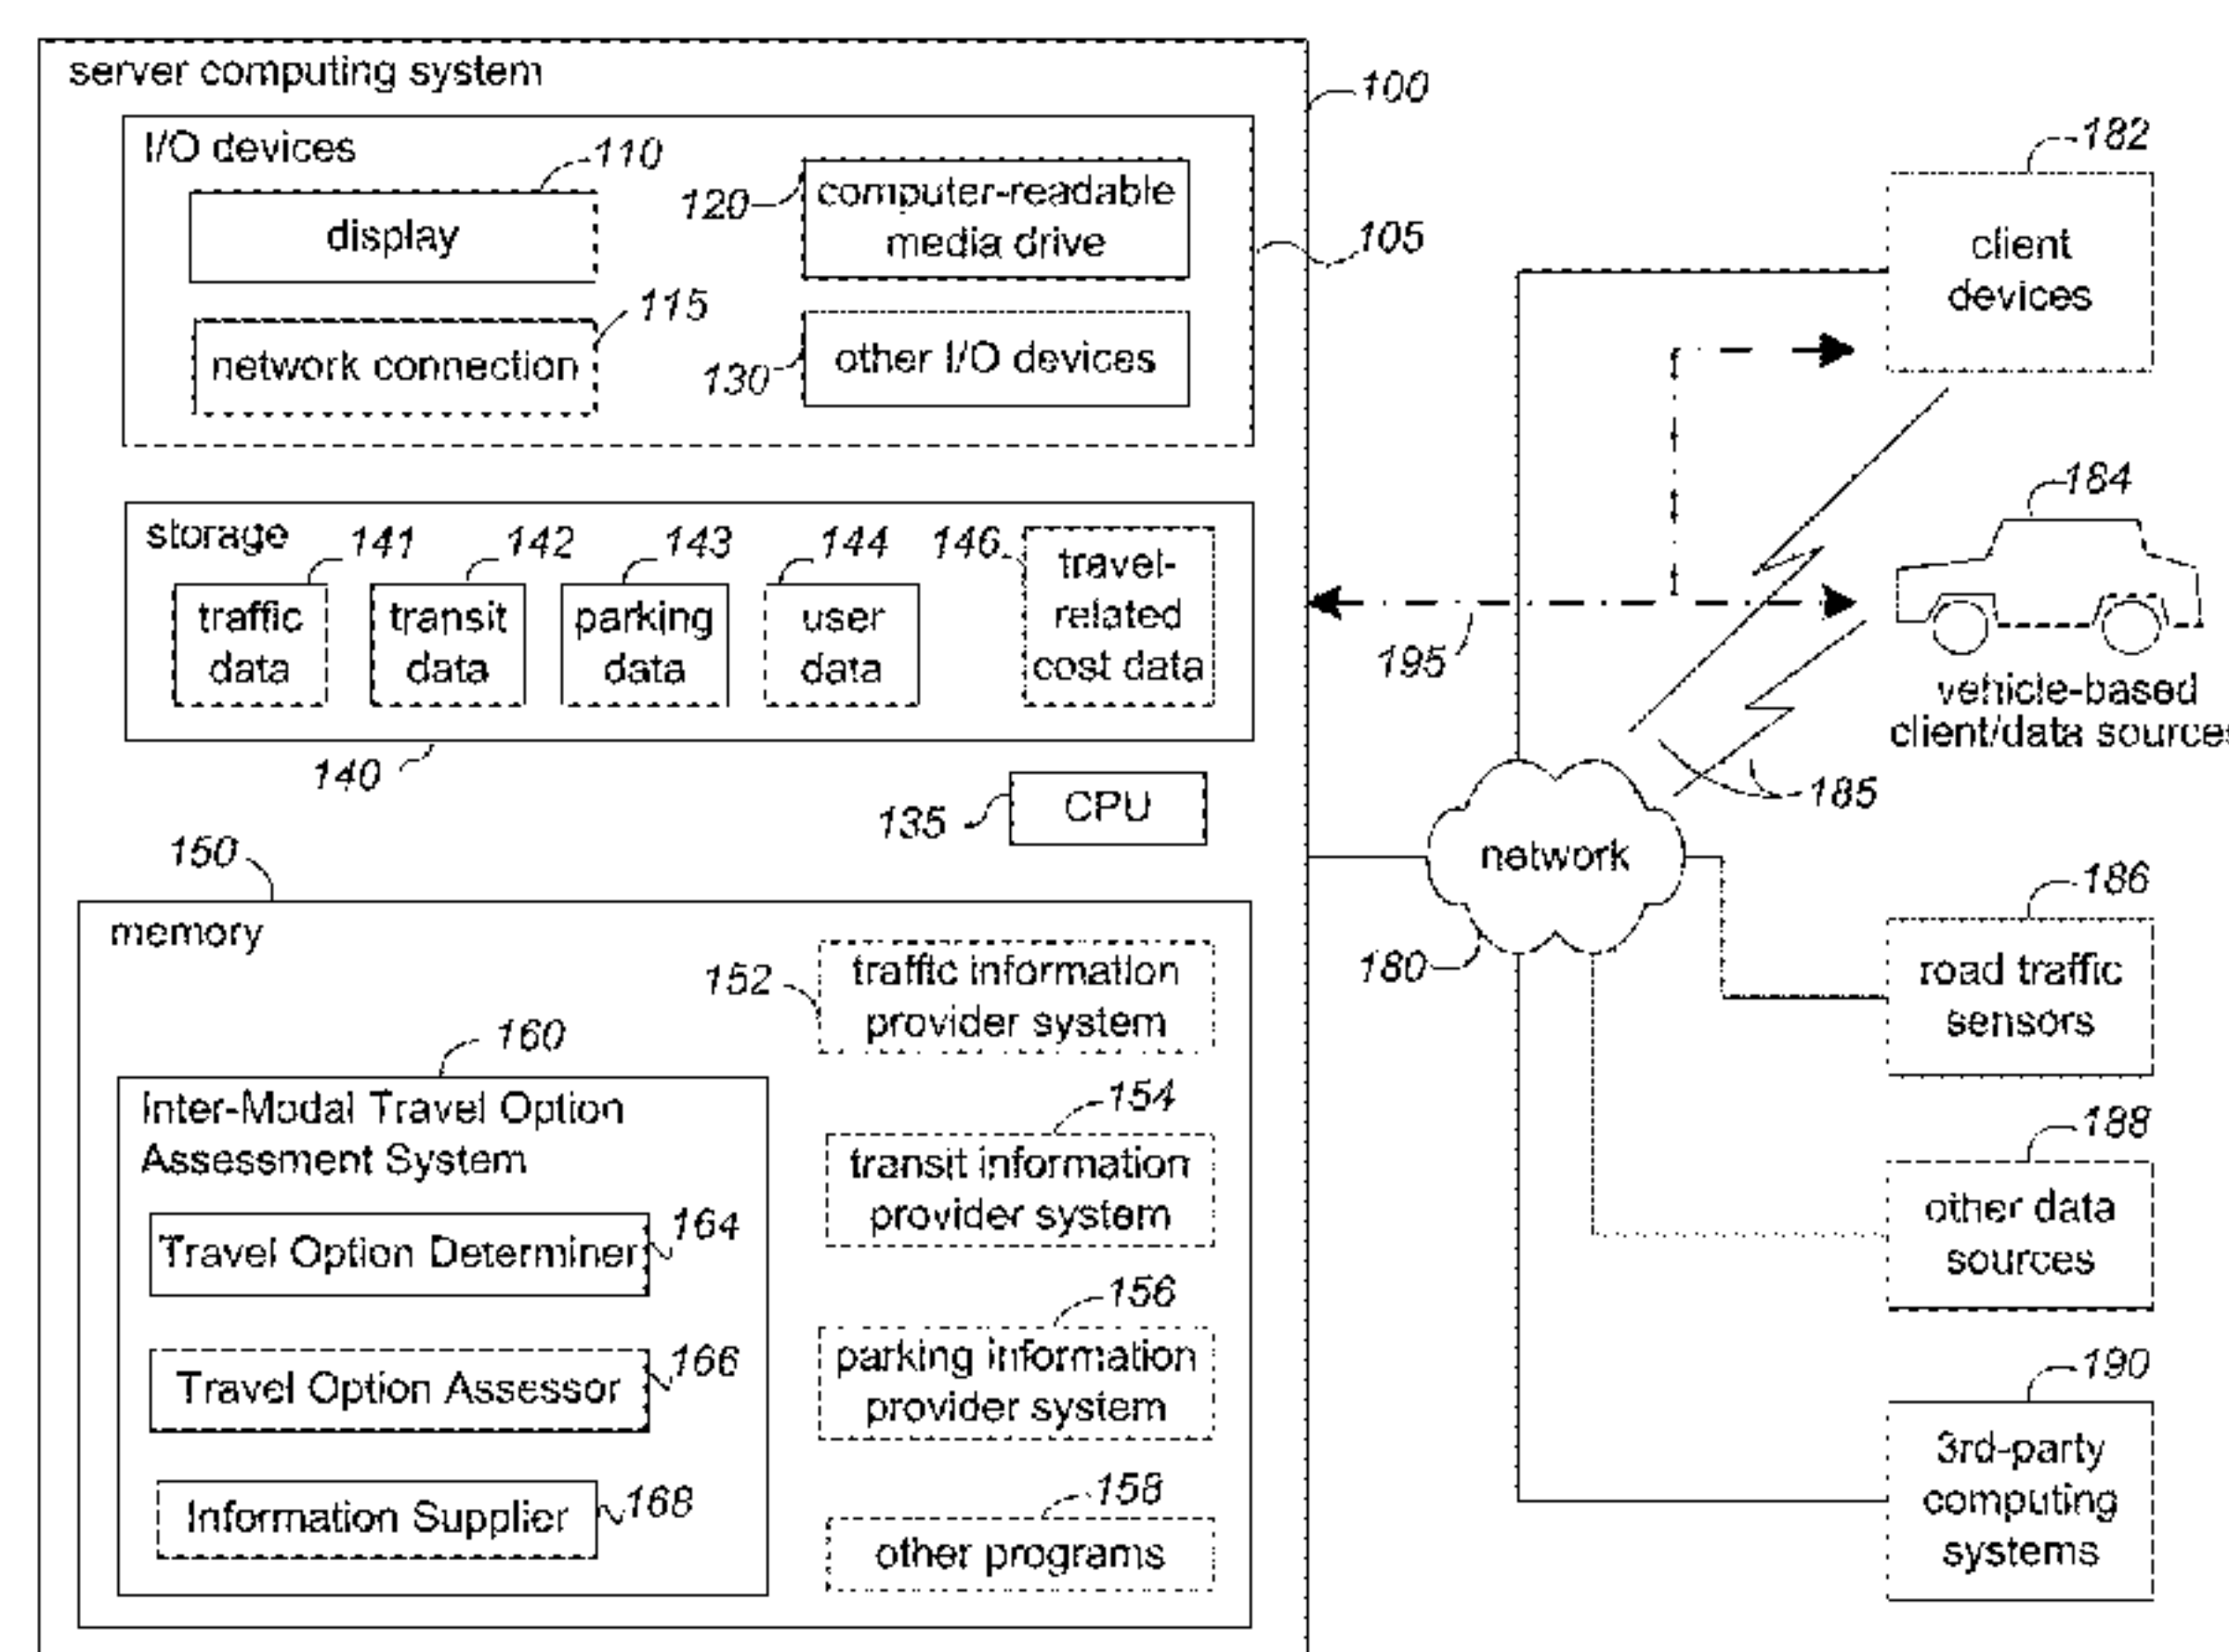 server computing system
100
I/O devices
110
display
120
computer-readable
media drive
105
115
network connection
130
other I/O devices
storage
141
traffic
data
142
transit
data
143
parking
data
144
user
data
146
travel-
related
cost data
140
135
CPU
150
memory
152
traffic information
provider system
160
Inter-Modal Travel Option
Assessment System
154
transit information
provider system
Travel Option Determiner
164
156
parking information
provider system
Travel Option Assessor
166
Information Supplier
168
158
other programs
182
client
devices
184
vehicle-based
client/data sources
195
185
network
180
186
road traffic
sensors
188
other data
sources
190
3rd-party
computing
systems